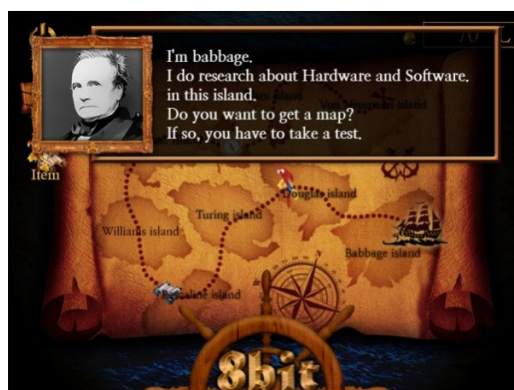 I'm babbage.
I do research about Hardware and Software.
in this island.
Do you want to get a map?
If so, you have to take a test.
Item
Douglas island
Turing island
Williams island
Babbage island
island
8bit